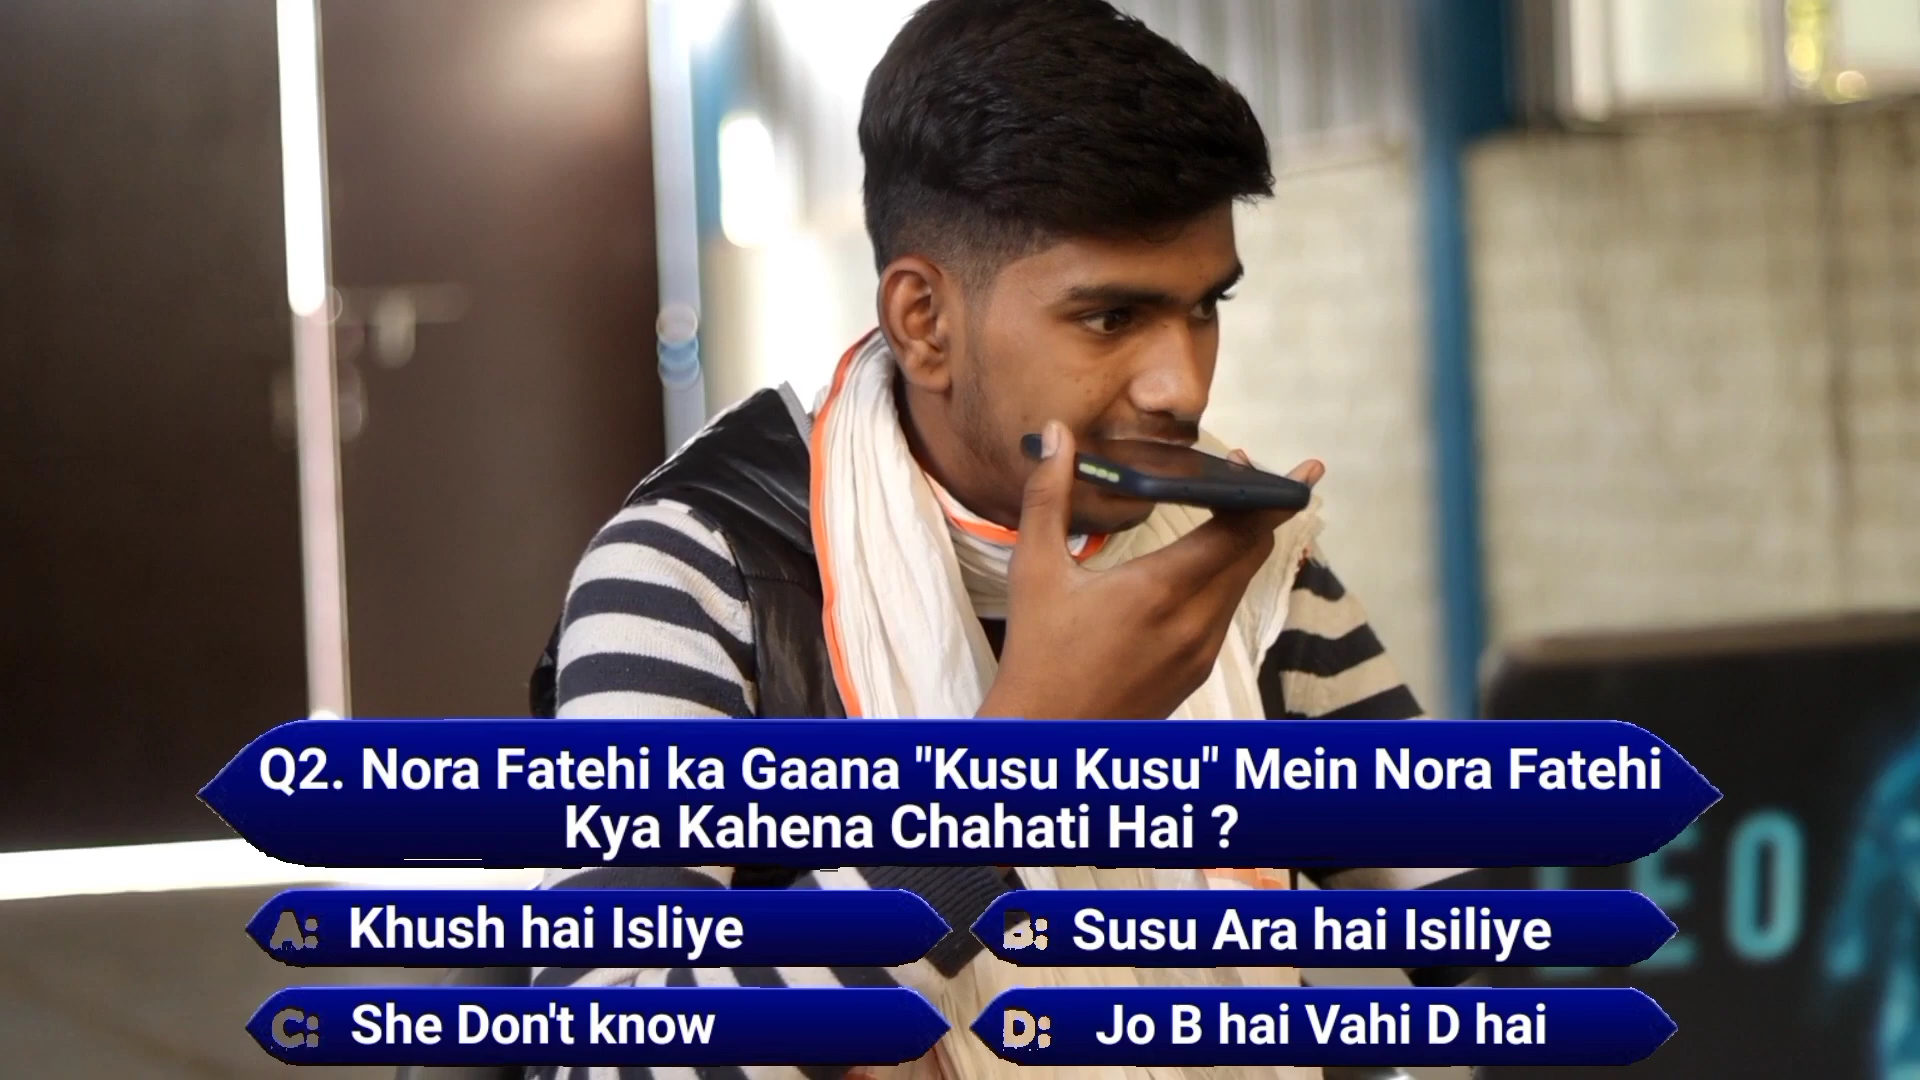 Q2. Nora Fatehi ka Gaana "Kusu Kusu" Mein Nora Fatehi
Kya Kahena Chahati Hai ?
A: Khush hai Isliye
B: Susu Ara hai Isiliye
C: She Don't know
D: Jo B hai Vahi D hai
EO